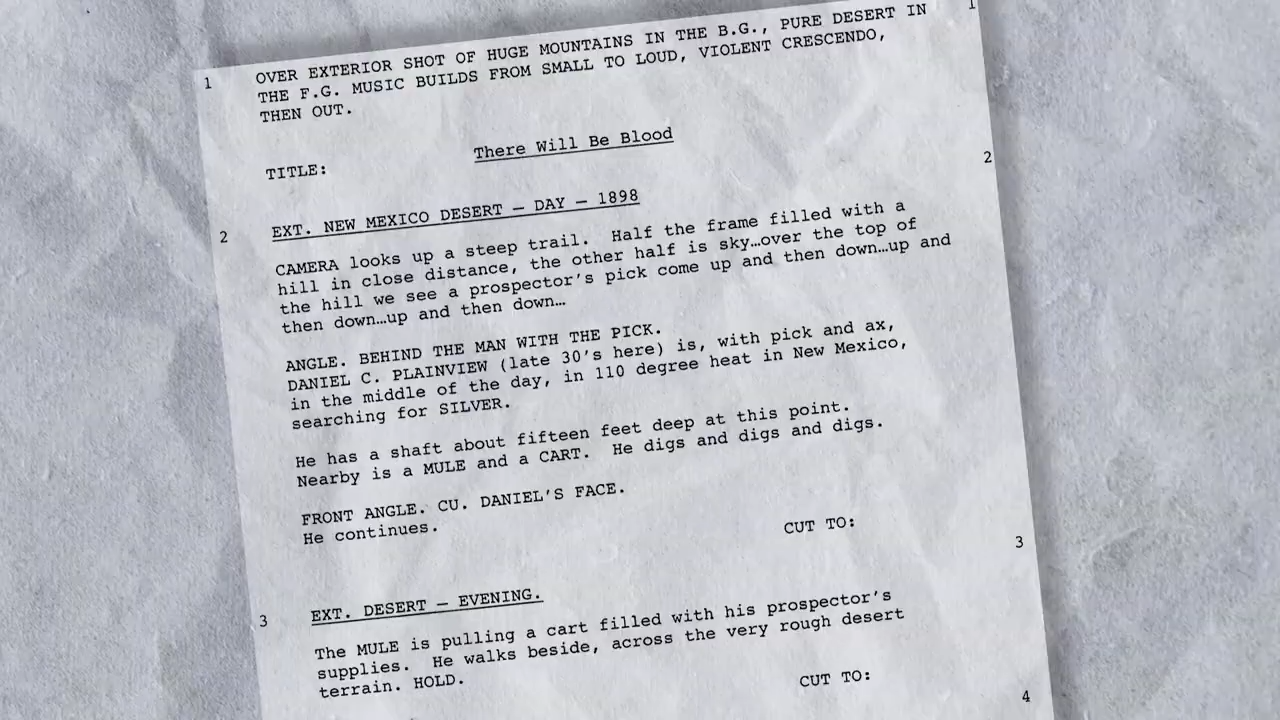 1 OVER EXTERIOR SHOT OF HUGE MOUNTAINS IN THE B.G., PURE DESERT IN 1
THE F.G. MUSIC BUILDS FROM SMALL TO LOUD, VIOLENT CRESCENDO,
THEN OUT.
TITLE: There Will Be Blood
2 EXT. NEW MEXICO DESERT – DAY – 1898 2
CAMERA looks up a steep trail. Half the frame filled with a
hill in close distance, the other half is sky…over the top of
the hill we see a prospector's pick come up and then down…up and
then down…up and then down…
ANGLE. BEHIND THE MAN WITH THE PICK.
DANIEL C. PLAINVIEW (late 30's here) is, with pick and ax,
in the middle of the day, in 110 degree heat in New Mexico,
searching for SILVER.
He has a shaft about fifteen feet deep at this point.
Nearby is a MULE and a CART. He digs and digs and digs.
FRONT ANGLE. CU. DANIEL'S FACE.
He continues.
CUT TO:
3 EXT. DESERT – EVENING. 3
The MULE is pulling a cart filled with his prospector's
supplies. He walks beside, across the very rough desert
terrain. HOLD.
CUT TO:
4